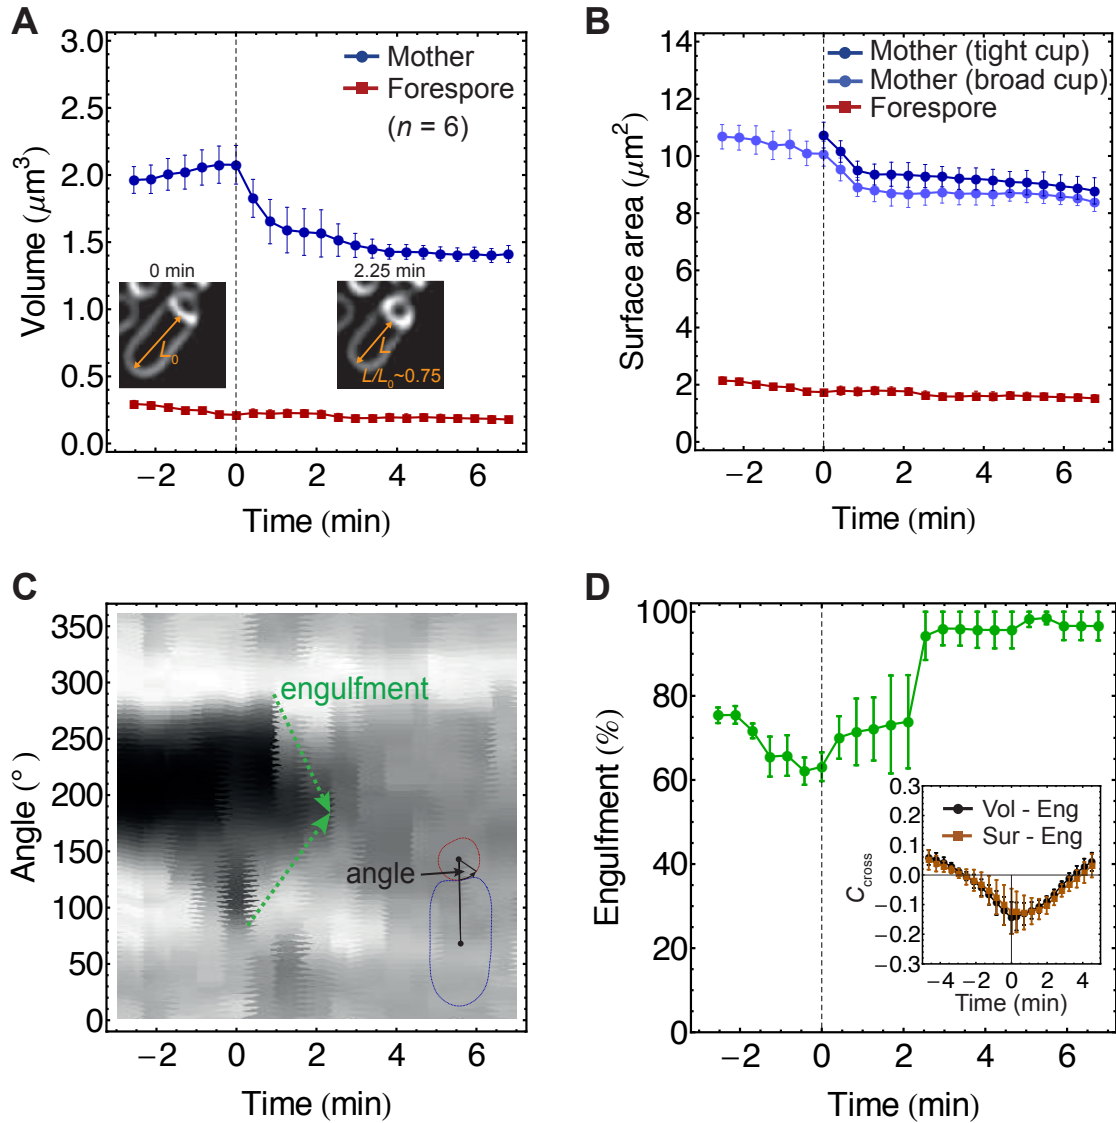 A
3.0
2.5
2.0
1.5
1.0
0.5
0.0
Volume (μm³)
Mother
Forespore
(n = 6)
0 min
L₀
2.25 min
L
L/L₀~0.75
−2 0 2 4 6
Time (min)
B
14
12
10
8
6
4
2
0
Surface area (μm²)
Mother (tight cup)
Mother (broad cup)
Forespore
−2 0 2 4 6
Time (min)
C
350
300
250
200
150
100
50
0
Angle (°)
engulfment
angle
−2 0 2 4 6
Time (min)
D
100
80
60
40
20
0
Engulfment (%)
0.3
0.2
0.1
0.0
−0.1
−0.2
−0.3
C cross
Vol - Eng
Sur - Eng
−4 −2 0 2 4
Time (min)
−2 0 2 4 6
Time (min)